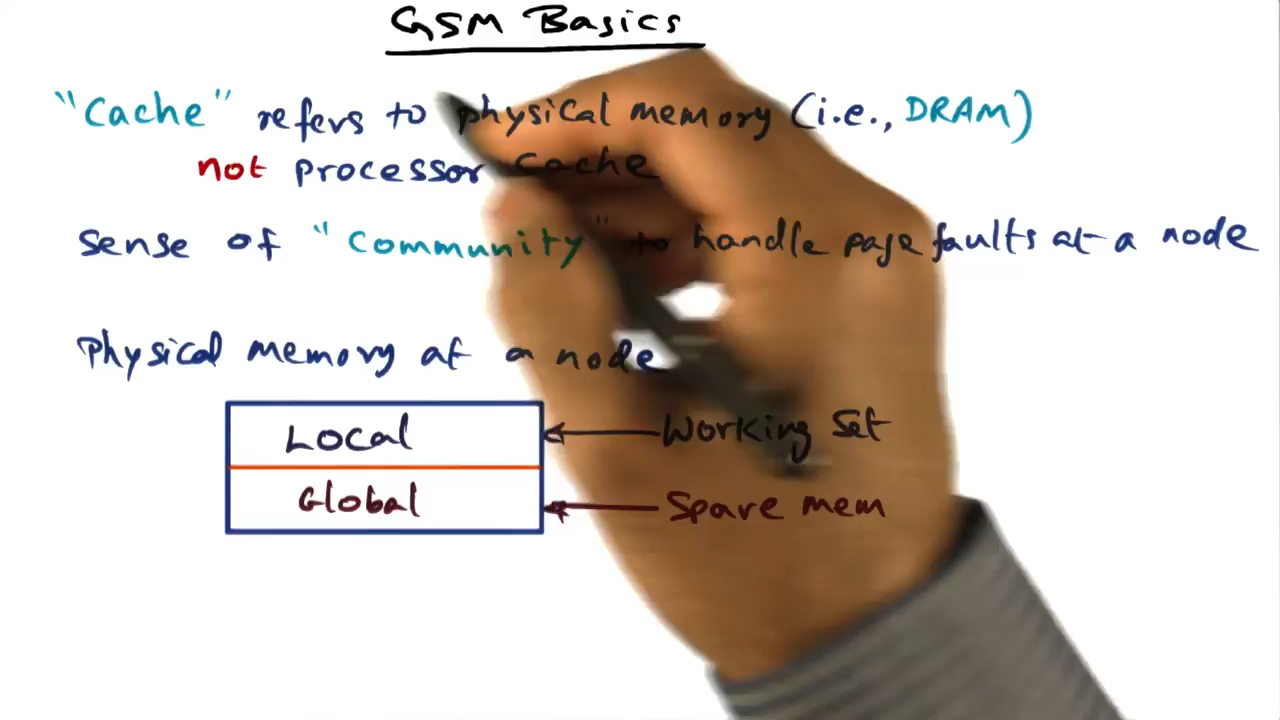 GSM Basics
"Cache" refers to physical memory (i.e., DRAM)
not processor cache
sense of "community" to handle page faults at a node
Physical memory at a node
Local
Working Set
Global
Spare mem